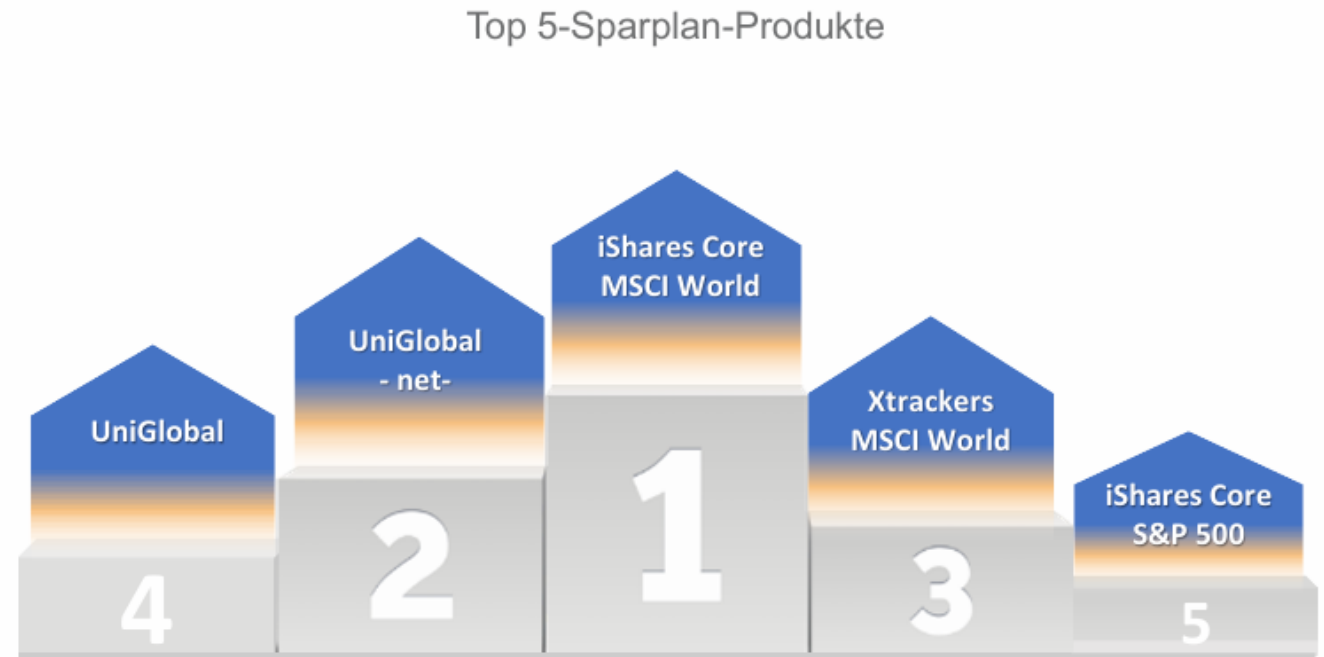 Top 5-Sparplan-Produkte
iShares Core
MSCI World
UniGlobal
- net-
Xtrackers
MSCI World
UniGlobal
iShares Core
S&P 500
4
2
1
3
5